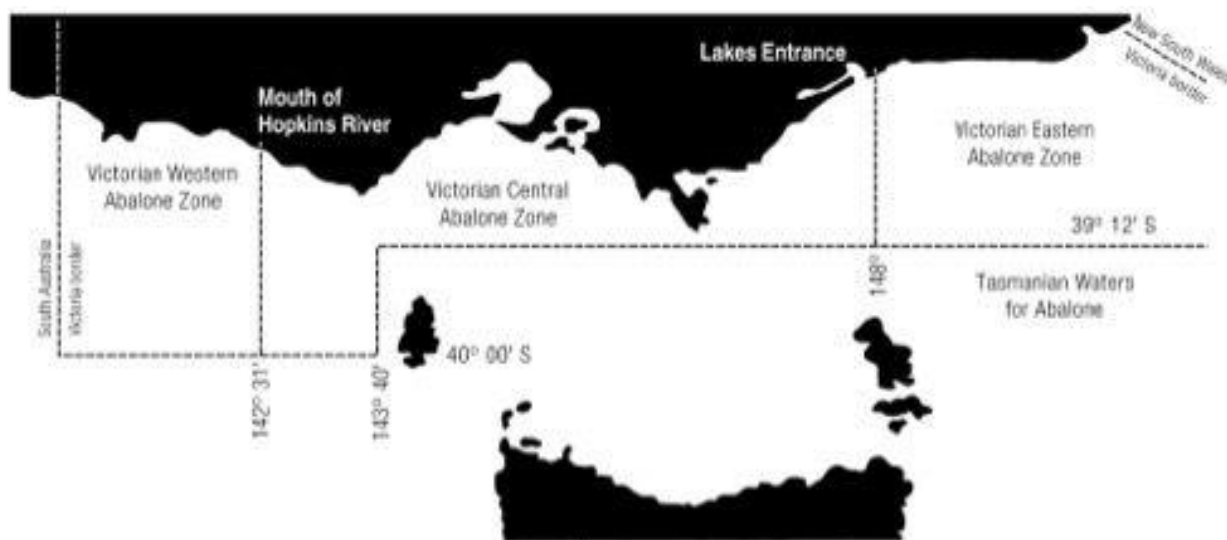 Lakes Entrance
New South Wales
Victoria border
Mouth of
Hopkins River
Victorian Eastern
Abalone Zone
Victorian Western
Abalone Zone
Victorian Central
Abalone Zone
39° 12' S
South Australia
Victoria border
148°
Tasmanian Waters
for Abalone
40° 00' S
142° 31'
143° 40'